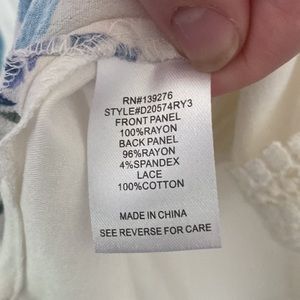 RN#139276
STYLE#D20574RY3
FRONT PANEL
100%RAYON
BACK PANEL
96%RAYON
4%SPANDEX
LACE
100%COTTON
MADE IN CHINA
SEE REVERSE FOR CARE